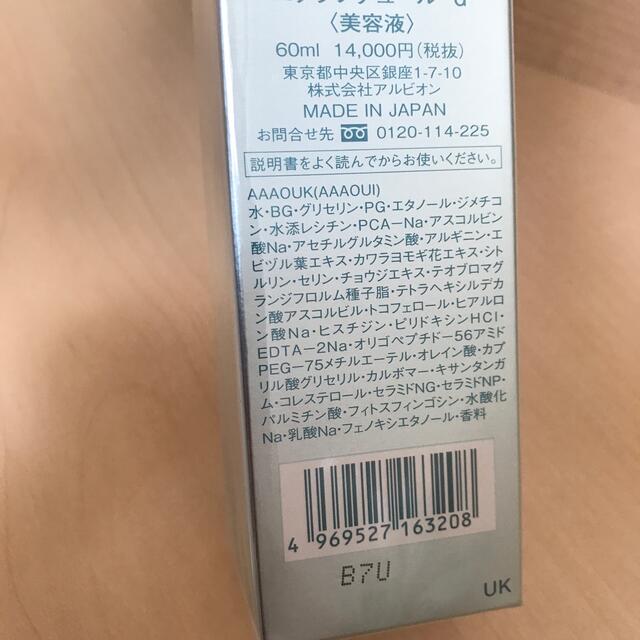 〈美容液〉
60ml 14,000円(税抜)
東京都中央区銀座1-7-10
株式会社アルビオン
MADE IN JAPAN
お問合せ先 0120-114-225
説明書をよく読んでからお使いください。
AAAOUK(AAAOUI)
水・BG・グリセリン・PG・エタノール・ジメチコ
ン・水添レシチン・PCA-Na・アスコルビン
酸Na・アセチルグルタミン酸・アルギニン・エ
ビヅル葉エキス・カワラヨモギ花エキス・シト
ルリン・セリン・チョウジエキス・テオブロマグ
ランジフロルム種子脂・テトラヘキシルデカ
ン酸アスコルビル・トコフェロール・ヒアルロ
ン酸Na・ヒスチジン・ピリドキシンHCl・
EDTA-2Na・オリゴペプチド-56アミド
PEG-75メチルエーテル・オレイン酸・カプ
リル酸グリセリル・カルボマー・キサンタンガ
ム・コレステロール・セラミドNG・セラミドNP・
パルミチン酸・フィトスフィンゴシン・水酸化
Na・乳酸Na・フェノキシエタノール・香料
4 969527 163208
B7U
UK